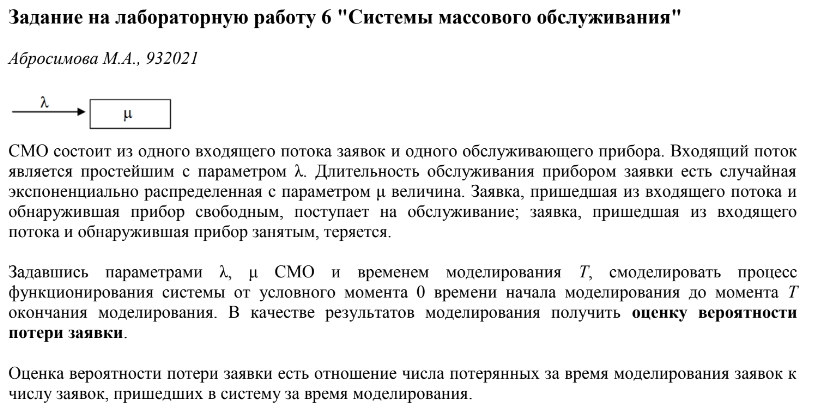 Задание на лабораторную работу 6 "Системы массового обслуживания"
Абросимова М.А., 932021
λ
μ
СМО состоит из одного входящего потока заявок и одного обслуживающего прибора. Входящий поток
является простейшим с параметром λ. Длительность обслуживания прибором заявки есть случайная
экспоненциально распределенная с параметром μ величина. Заявка, пришедшая из входящего потока и
обнаружившая прибор свободным, поступает на обслуживание; заявка, пришедшая из входящего
потока и обнаружившая прибор занятым, теряется.
Задавшись параметрами λ, μ СМО и временем моделирования T, смоделировать процесс
функционирования системы от условного момента 0 времени начала моделирования до момента T
окончания моделирования. В качестве результатов моделирования получить оценку вероятности
потери заявки.
Оценка вероятности потери заявки есть отношение числа потерянных за время моделирования заявок к
числу заявок, пришедших в систему за время моделирования.